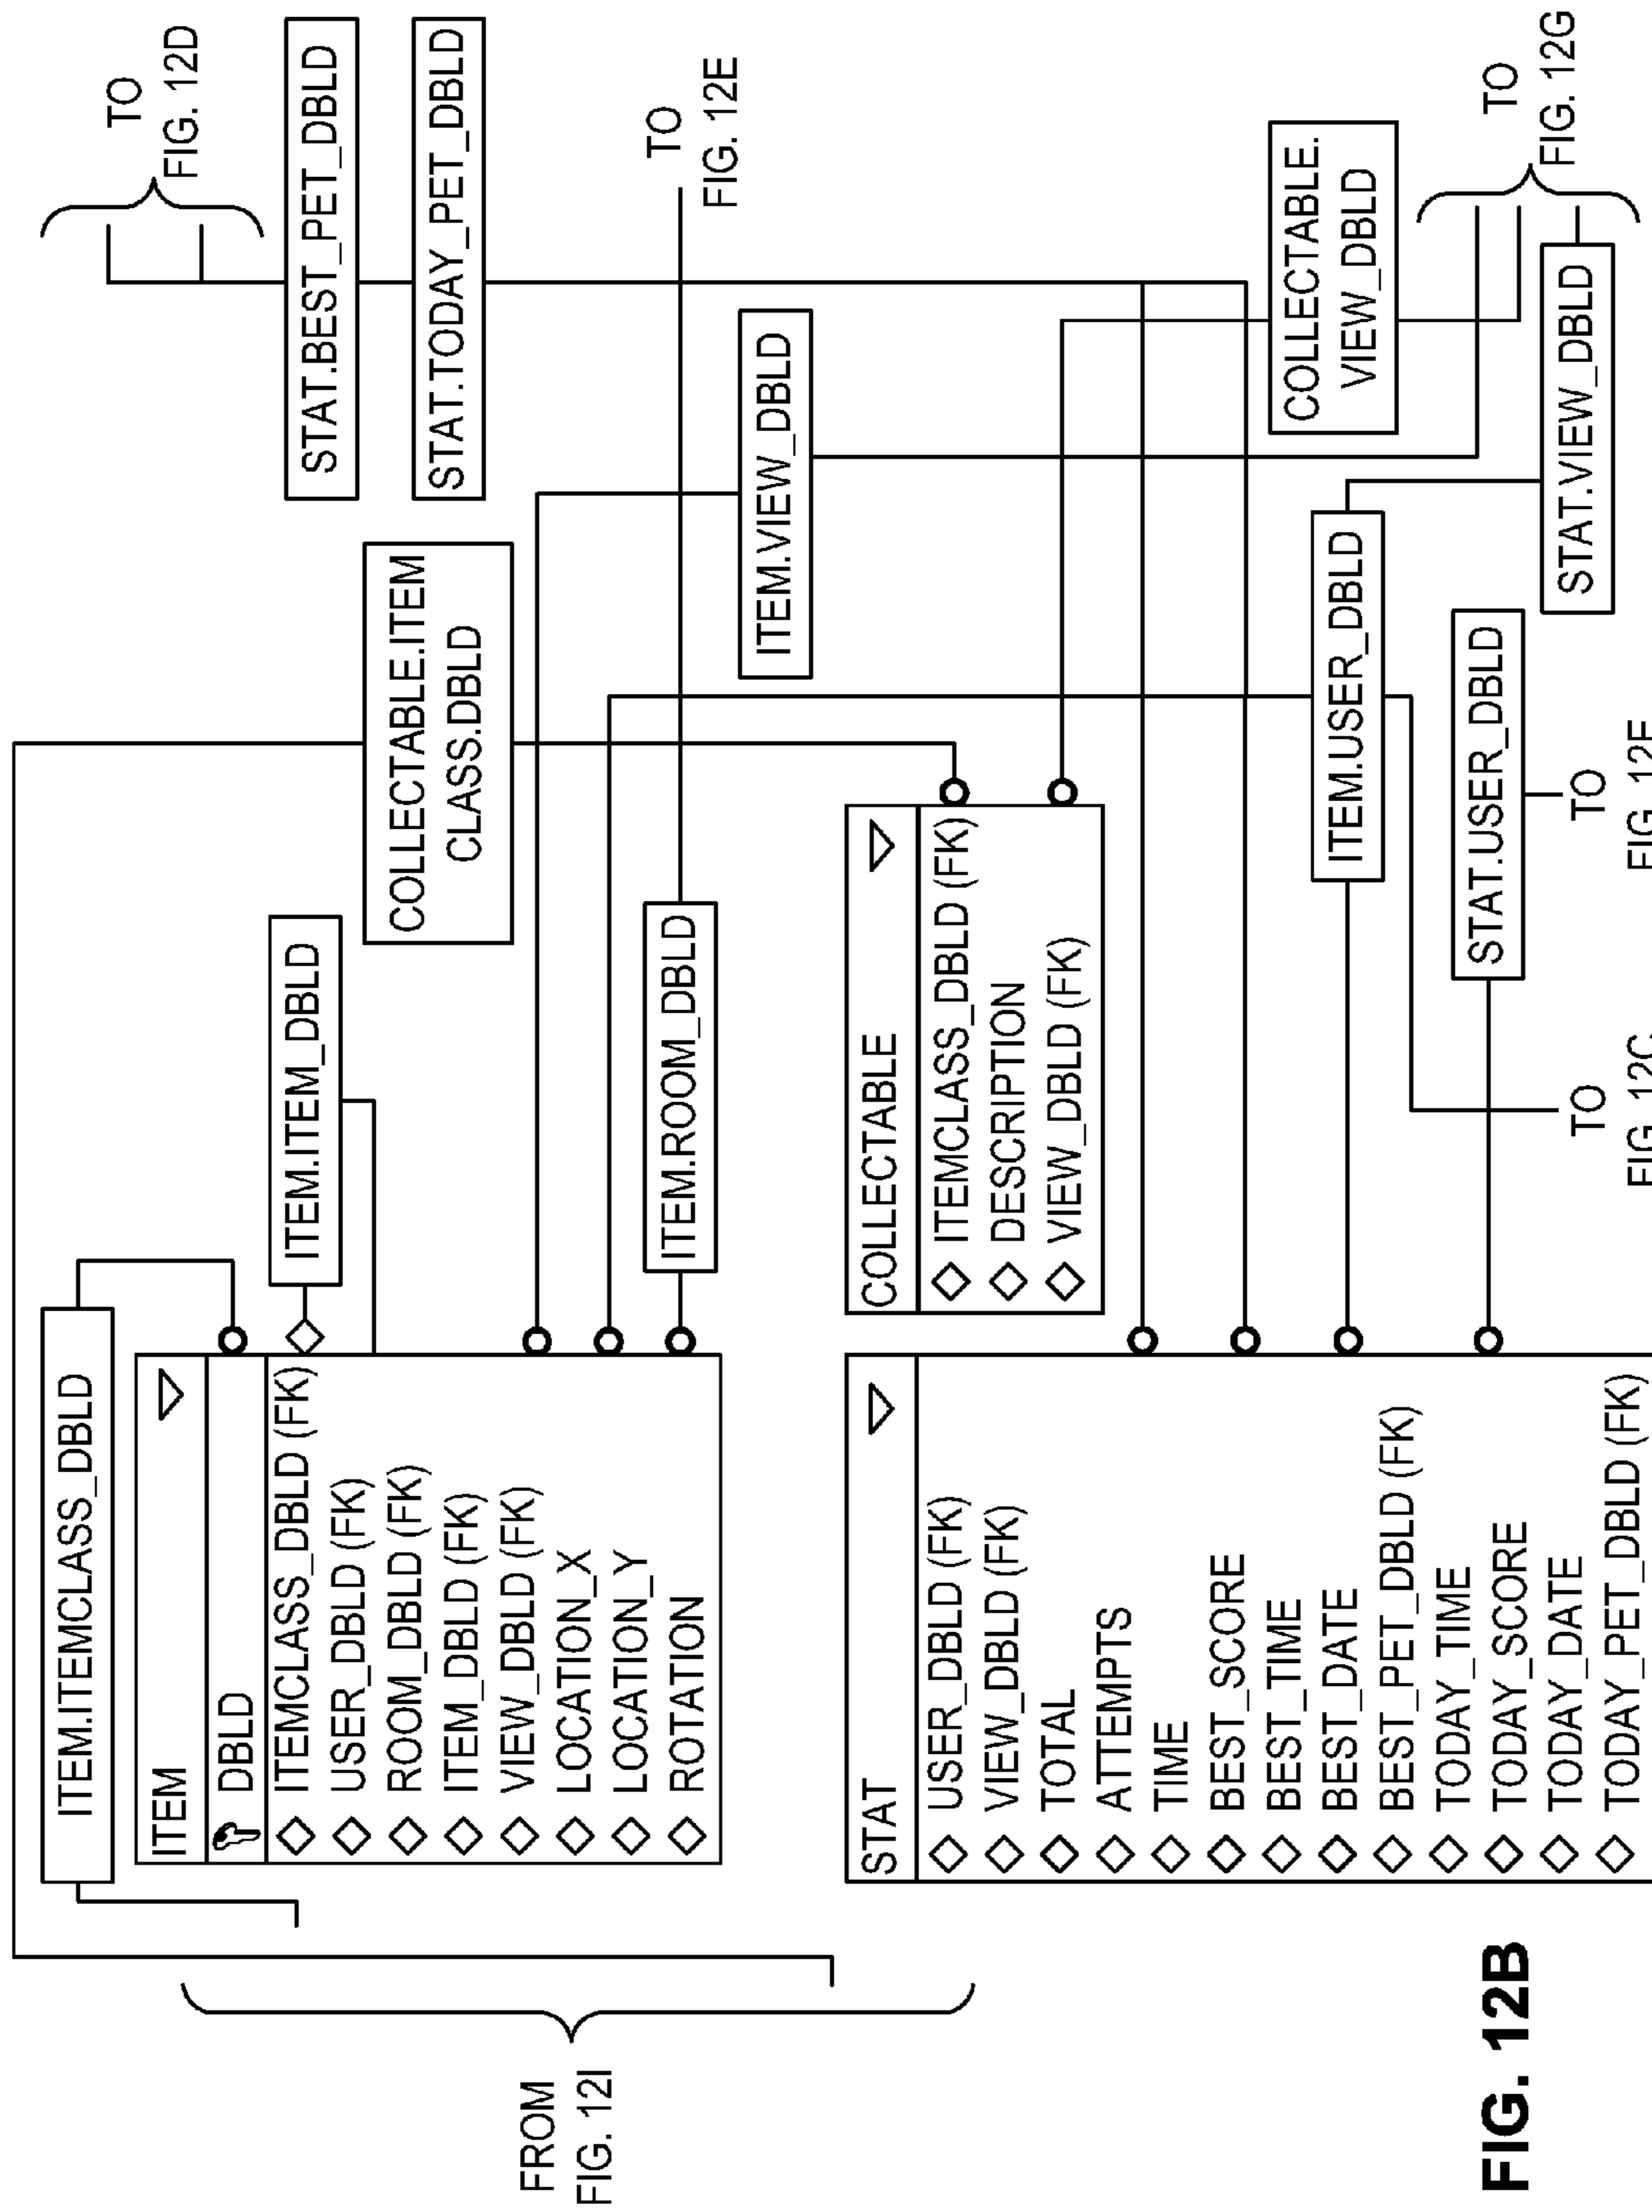 FROM
FIG. 12I
ITEM.ITEMCLASS_DBLD
ITEM
DBLD
ITEMCLASS_DBLD (FK)
USER_DBLD (FK)
ROOM_DBLD (FK)
ITEM_DBLD (FK)
VIEW_DBLD (FK)
LOCATION_X
LOCATION_Y
ROTATION
ITEM.ITEM_DBLD
COLLECTABLE.ITEM
CLASS.DBLD
ITEM.ROOM_DBLD
ITEM.VIEW_DBLD
TO
FIG. 12D
STAT.BEST_PET_DBLD
STAT.TODAY_PET_DBLD
TO
FIG. 12E
COLLECTABLE
ITEMCLASS_DBLD (FK)
DESCRIPTION
VIEW_DBLD (FK)
COLLECTABLE.
VIEW_DBLD
STAT
USER_DBLD (FK)
VIEW_DBLD (FK)
TOTAL
ATTEMPTS
TIME
BEST_SCORE
BEST_TIME
BEST_DATE
BEST_PET_DBLD (FK)
TODAY_TIME
TODAY_SCORE
TODAY_DATE
TODAY_PET_DBLD (FK)
ITEM.USER_DBLD
STAT.USER_DBLD
STAT.VIEW_DBLD
TO
FIG. 12G
TO
FIG. 12C
TO
FIG.
FIG. 12B